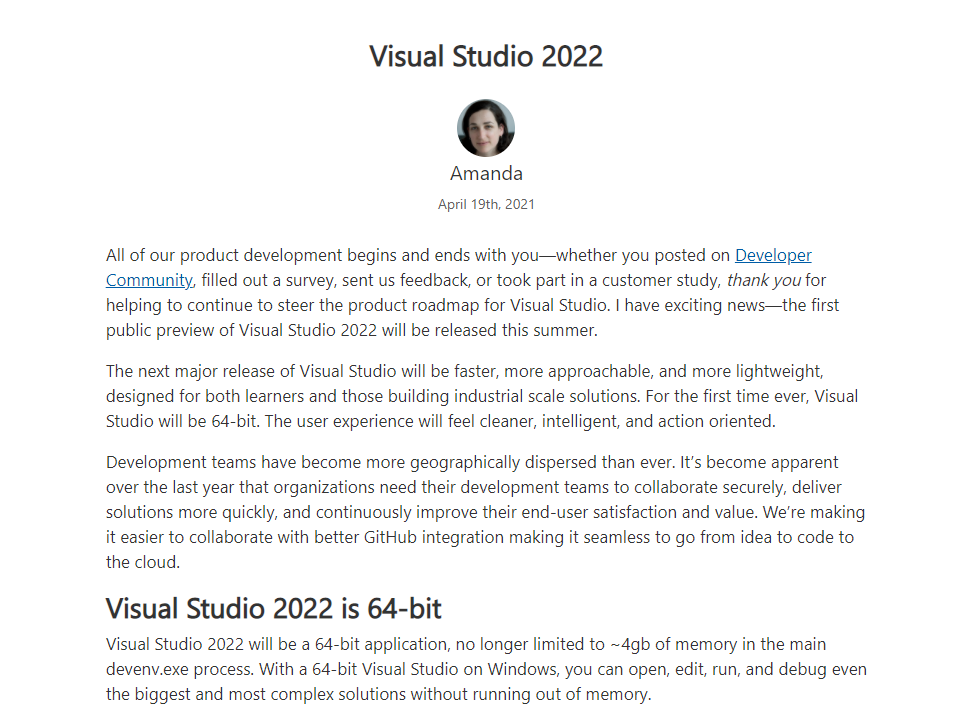 Visual Studio 2022
Amanda
April 19th, 2021
All of our product development begins and ends with you—whether you posted on Developer
Community, filled out a survey, sent us feedback, or took part in a customer study, thank you for
helping to continue to steer the product roadmap for Visual Studio. I have exciting news—the first
public preview of Visual Studio 2022 will be released this summer.
The next major release of Visual Studio will be faster, more approachable, and more lightweight,
designed for both learners and those building industrial scale solutions. For the first time ever, Visual
Studio will be 64-bit. The user experience will feel cleaner, intelligent, and action oriented.
Development teams have become more geographically dispersed than ever. It’s become apparent
over the last year that organizations need their development teams to collaborate securely, deliver
solutions more quickly, and continuously improve their end-user satisfaction and value. We’re making
it easier to collaborate with better GitHub integration making it seamless to go from idea to code to
the cloud.
Visual Studio 2022 is 64-bit
Visual Studio 2022 will be a 64-bit application, no longer limited to ~4gb of memory in the main
devenv.exe process. With a 64-bit Visual Studio on Windows, you can open, edit, run, and debug even
the biggest and most complex solutions without running out of memory.